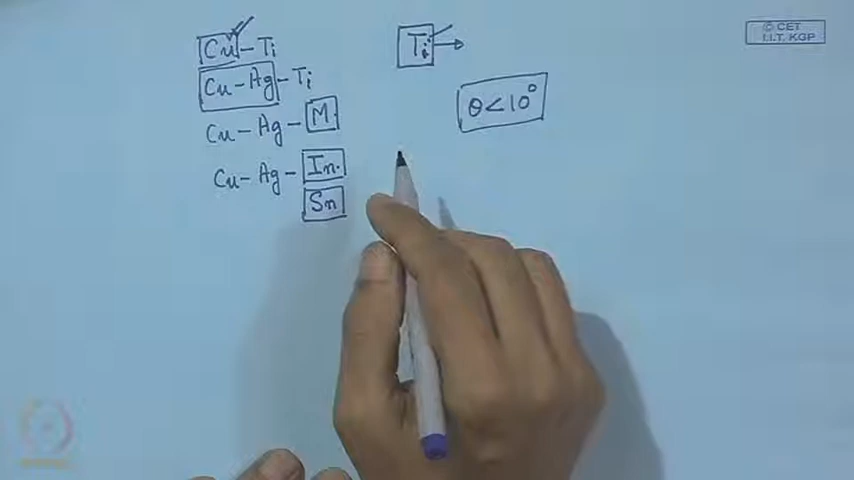 Cu-Ti
Cu-Ag-Ti
Cu-Ag-M
Cu-Ag-In
Sn
Ti
θ<10°
© CET
I.I.T. KGP